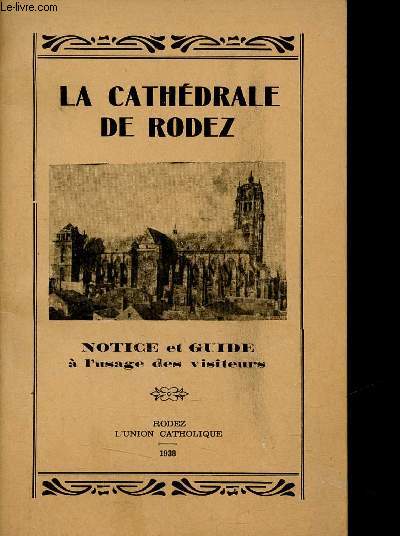 Le-livre.com
LA CATHÉDRALE
DE RODEZ
NOTICE et GUIDE
à l'usage des visiteurs
RODEZ
L'UNION CATHOLIQUE
1938